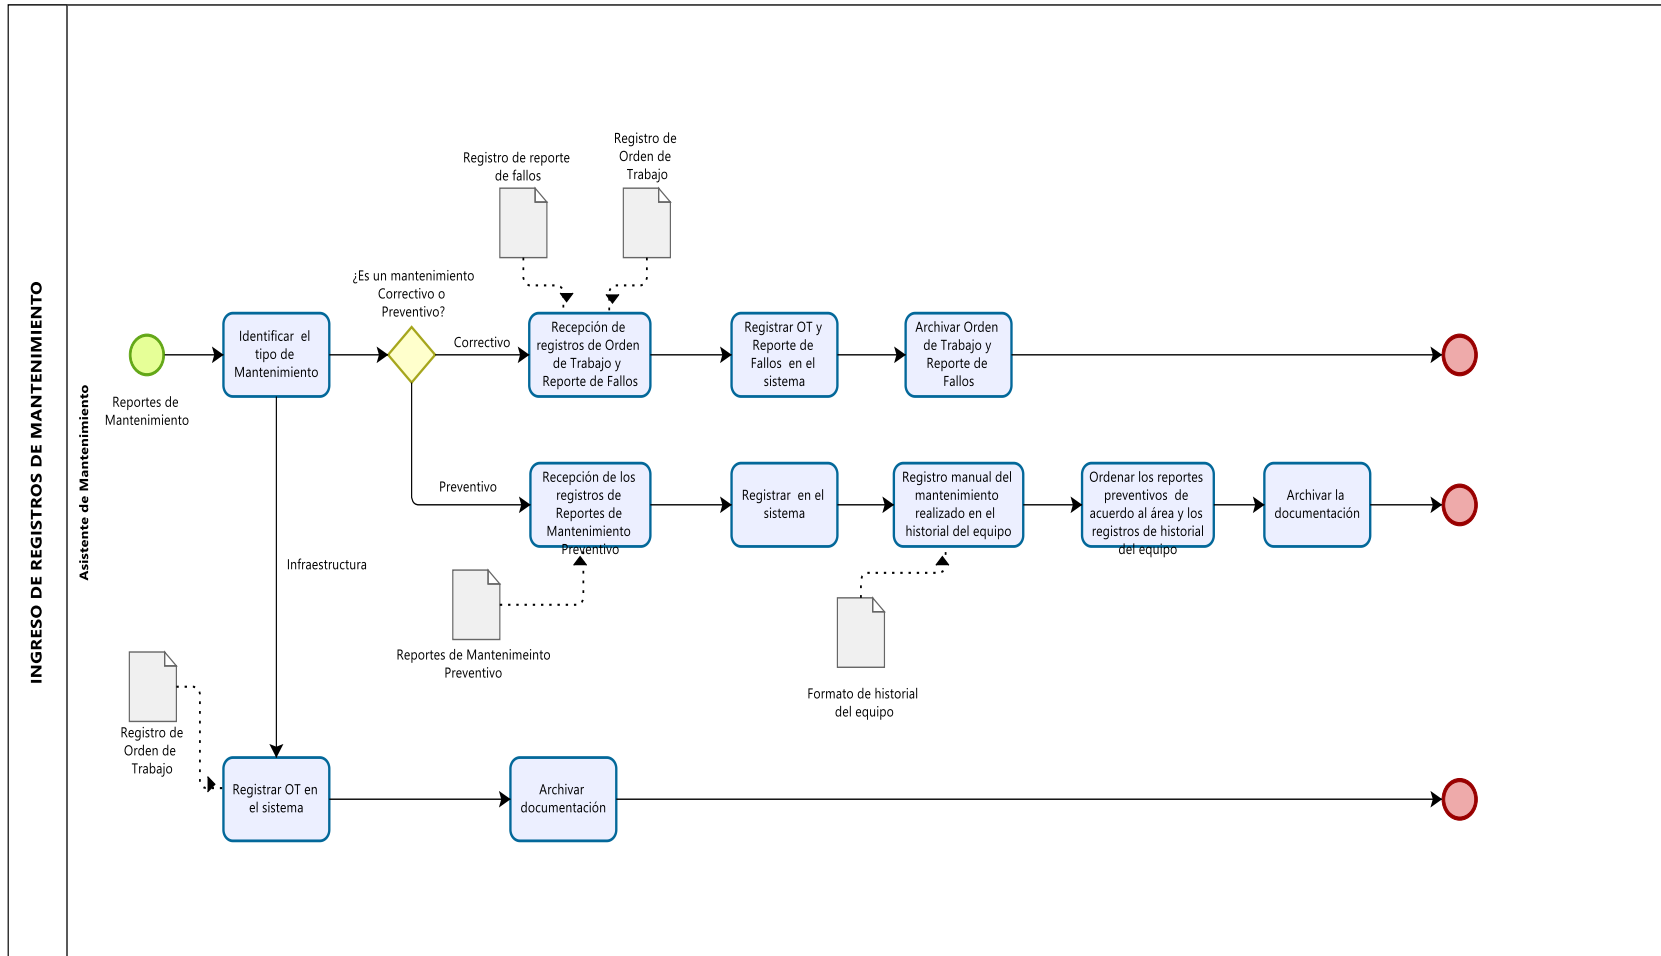 INGRESO DE REGISTROS DE MANTENIMIENTO
Asistente de Mantenimiento
Reportes de
Mantenimiento
Identificar el
tipo de
Mantenimiento
¿Es un mantenimiento
Correctivo o
Preventivo?
Registro de reporte
de fallos
Registro de
Orden de
Trabajo
Correctivo
Recepción de
registros de Orden
de Trabajo y
Reporte de Fallos
Registrar OT y
Reporte de
Fallos en el
sistema
Archivar Orden
de Trabajo y
Reporte de
Fallos
Preventivo
Recepción de los
registros de
Reportes de
Mantenimiento
Preventivo
Registrar en el
sistema
Registro manual del
mantenimiento
realizado en el
historial del equipo
Ordenar los reportes
preventivos de
acuerdo al área y los
registros de historial
del equipo
Archivar la
documentación
Reportes de Mantenimeinto
Preventivo
Formato de historial
del equipo
Infraestructura
Registro de
Orden de
Trabajo
Registrar OT en
el sistema
Archivar
documentación